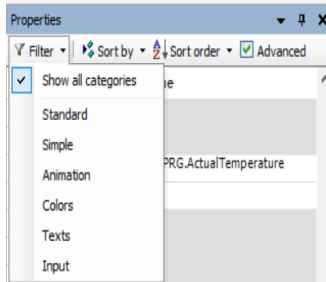 Properties
Filter Sort by Sort order Advanced
Show all categories
Standard
Simple
PRG.ActualTemperature
Animation
Colors
Texts
Input